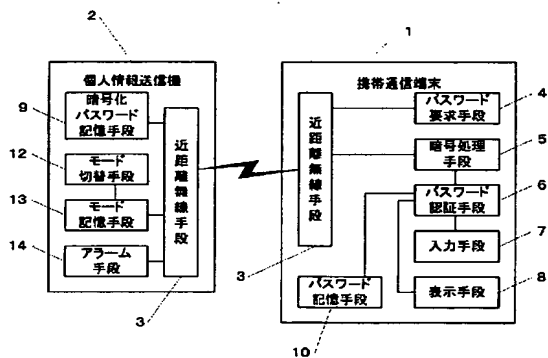 2
1
個人情報送信機
9
暗号化
パスワード
記憶手段
12
モード
切替手段
13
モード
記憶手段
14
アラーム
手段
近距離無線手段
3
携帯通信端末
近距離無線手段
3
パスワード
要求手段
4
暗号処理
手段
5
パスワード
認証手段
6
入力手段
7
表示手段
8
パスワード
記憶手段
10